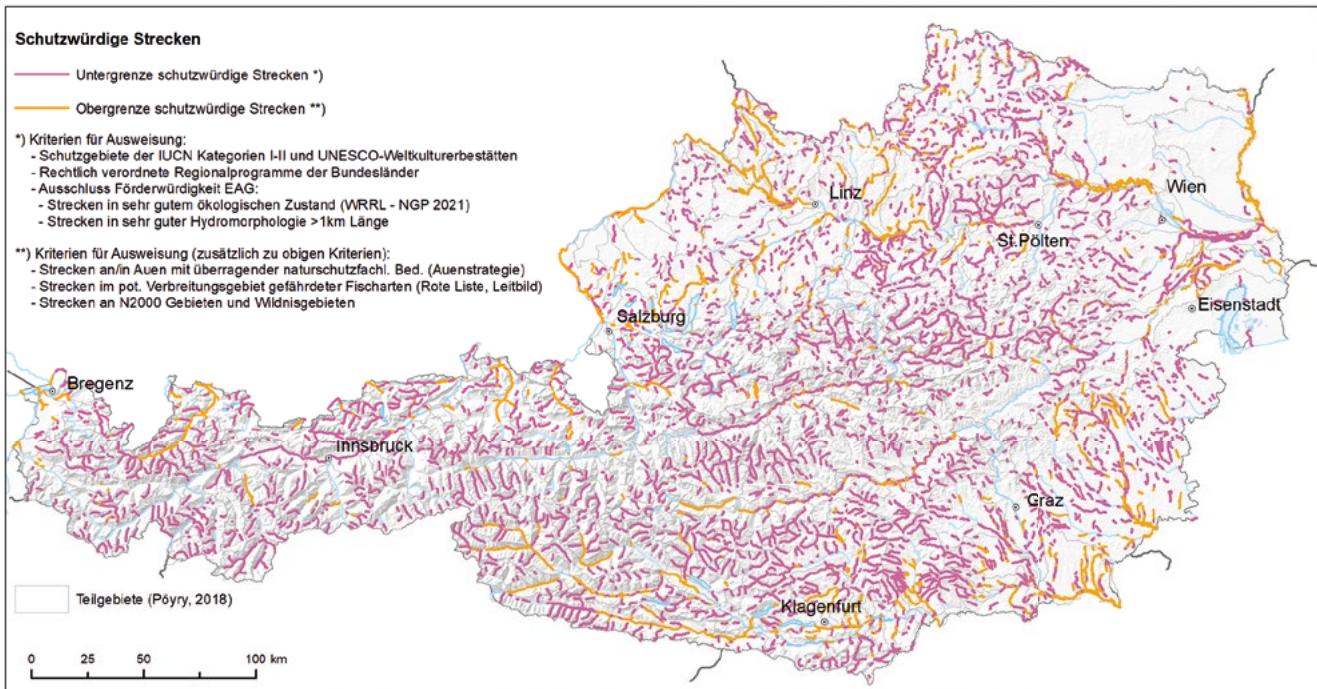 Schutzwürdige Strecken
Untergrenze schutzwürdige Strecken *)
Obergrenze schutzwürdige Strecken **)
*) Kriterien für Ausweisung:
- Schutzgebiete der IUCN Kategorien I-II und UNESCO-Weltkulturerbestätten
- Rechtlich verordnete Regionalprogramme der Bundesländer
- Ausschluss Förderwürdigkeit EAG:
- Strecken in sehr gutem ökologischen Zustand (WRRL - NGP 2021)
- Strecken in sehr guter Hydromorphologie >1km Länge
**) Kriterien für Ausweisung (zusätzlich zu obigen Kriterien):
- Strecken an/in Auen mit überragender naturschutzfachl. Bed. (Auenstrategie)
- Strecken im pot. Verbreitungsgebiet gefährdeter Fischarten (Rote Liste, Leitbild)
- Strecken an N2000 Gebieten und Wildnisgebieten
Linz
Wien
St.Pölten
Eisenstadt
Salzburg
Bregenz
Innsbruck
Graz
Klagenfurt
Teilgebiete (Pöyry, 2018)
0 25 50 100 km